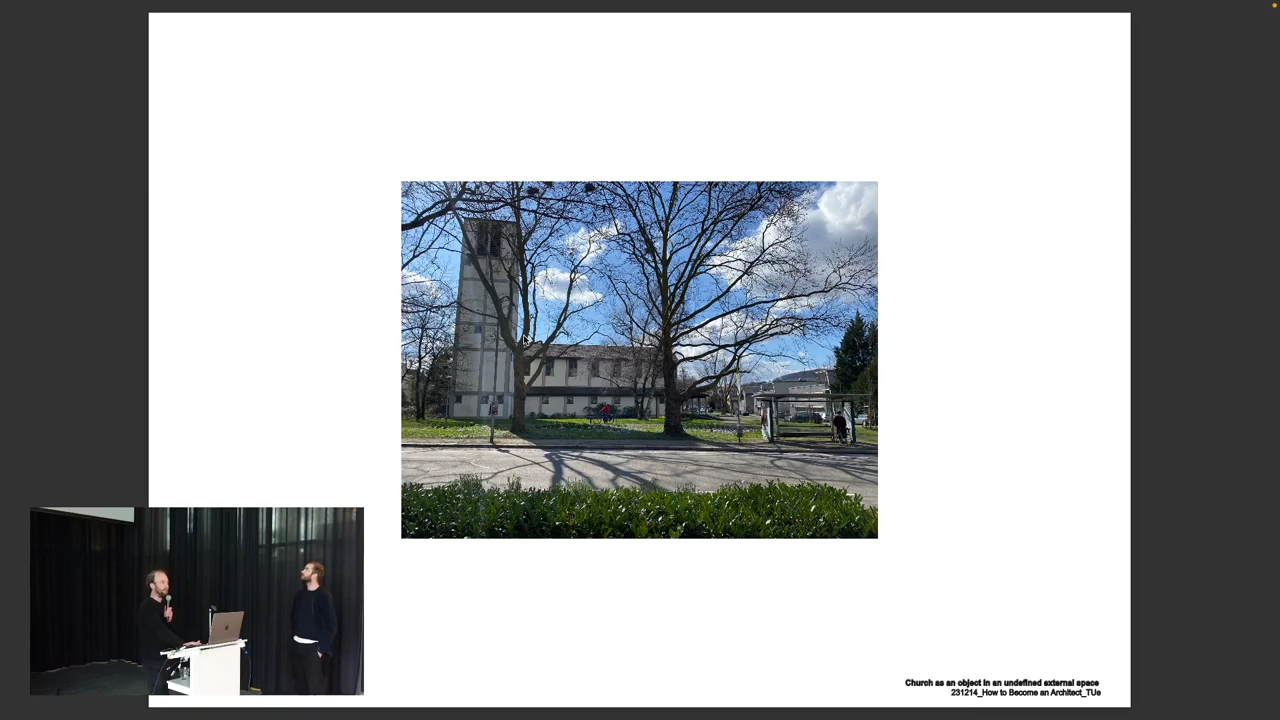 Church as an object in an undefined external space
231214_How to Become an Architect_TUe